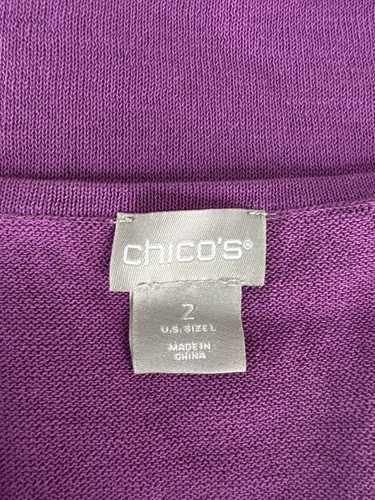 chico's®
2
U.S. SIZE L
MADE IN
CHINA